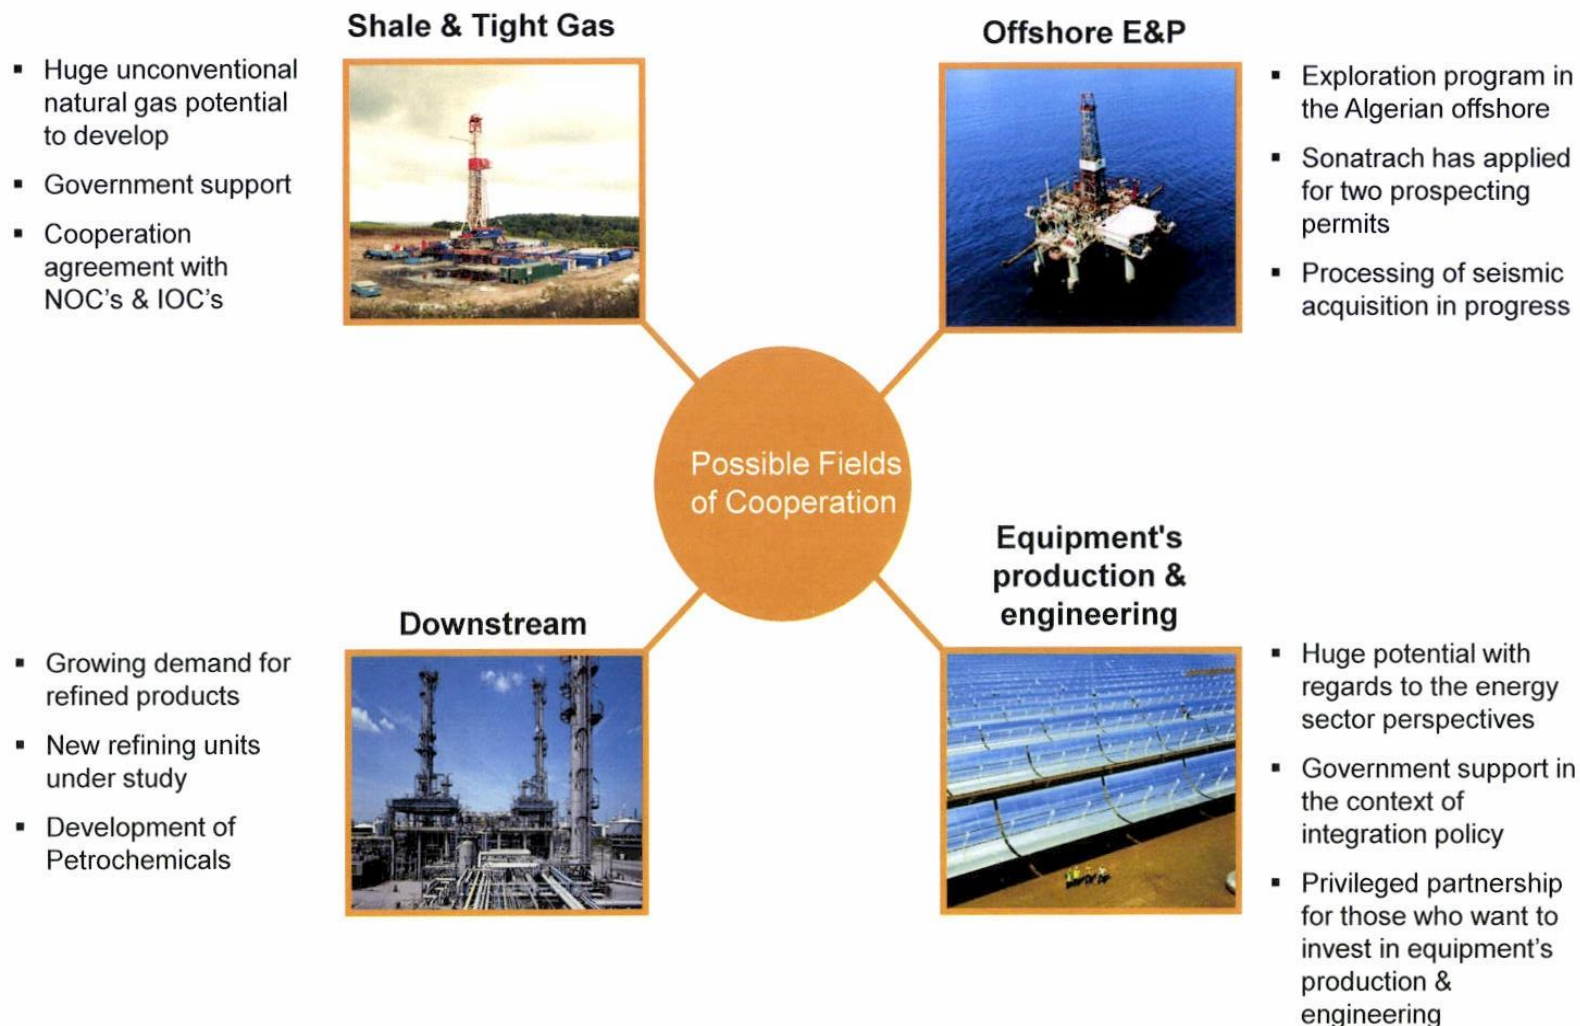 Shale & Tight Gas
▪ Huge unconventional
natural gas potential
to develop
▪ Government support
▪ Cooperation
agreement with
NOC's & IOC's
Offshore E&P
▪ Exploration program in
the Algerian offshore
▪ Sonatrach has applied
for two prospecting
permits
▪ Processing of seismic
acquisition in progress
Possible Fields
of Cooperation
Downstream
▪ Growing demand for
refined products
▪ New refining units
under study
▪ Development of
Petrochemicals
Equipment's
production &
engineering
▪ Huge potential with
regards to the energy
sector perspectives
▪ Government support in
the context of
integration policy
▪ Privileged partnership
for those who want to
invest in equipment's
production &
engineering